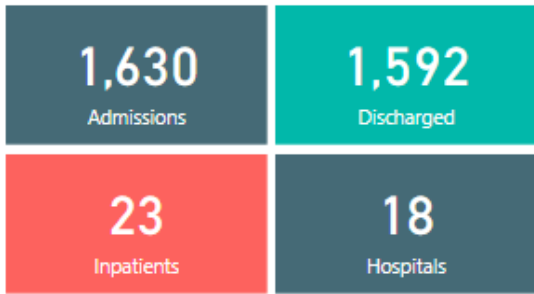 1,630
Admissions
1,592
Discharged
23
Inpatients
18
Hospitals